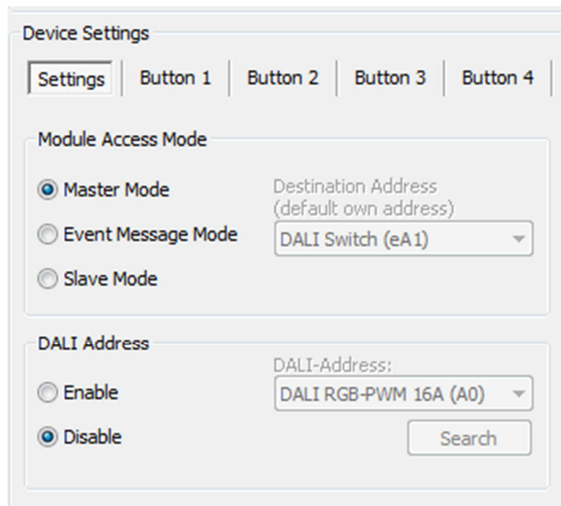 Device Settings
Settings Button 1 Button 2 Button 3 Button 4
Module Access Mode
Master Mode
Destination Address
(default own address)
Event Message Mode
DALI Switch (eA1)
Slave Mode
DALI Address
DALI-Address:
Enable
DALI RGB-PWM 16A (A0)
Disable
Search